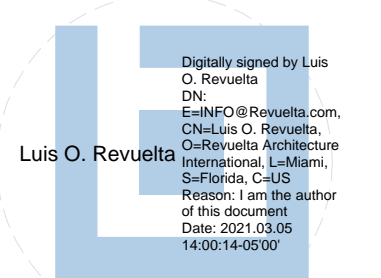 Luis O. Revuelta
Digitally signed by Luis
O. Revuelta
DN:
E=INFO@Revuelta.com,
CN=Luis O. Revuelta,
O=Revuelta Architecture
International, L=Miami,
S=Florida, C=US
Reason: I am the author
of this document
Date: 2021.03.05
14:00:14-05'00'